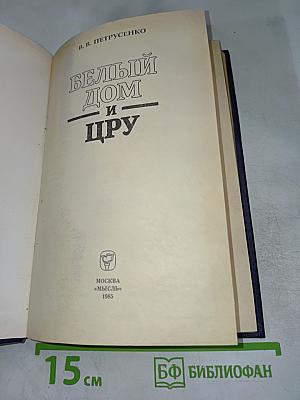 В. В. ПЕТРУСЕНКО
БЕЛЫЙ
ДОМ
И
ЦРУ
МОСКВА
«МЫСЛЬ»
1985
15 см
БФ БИБЛИОФАН